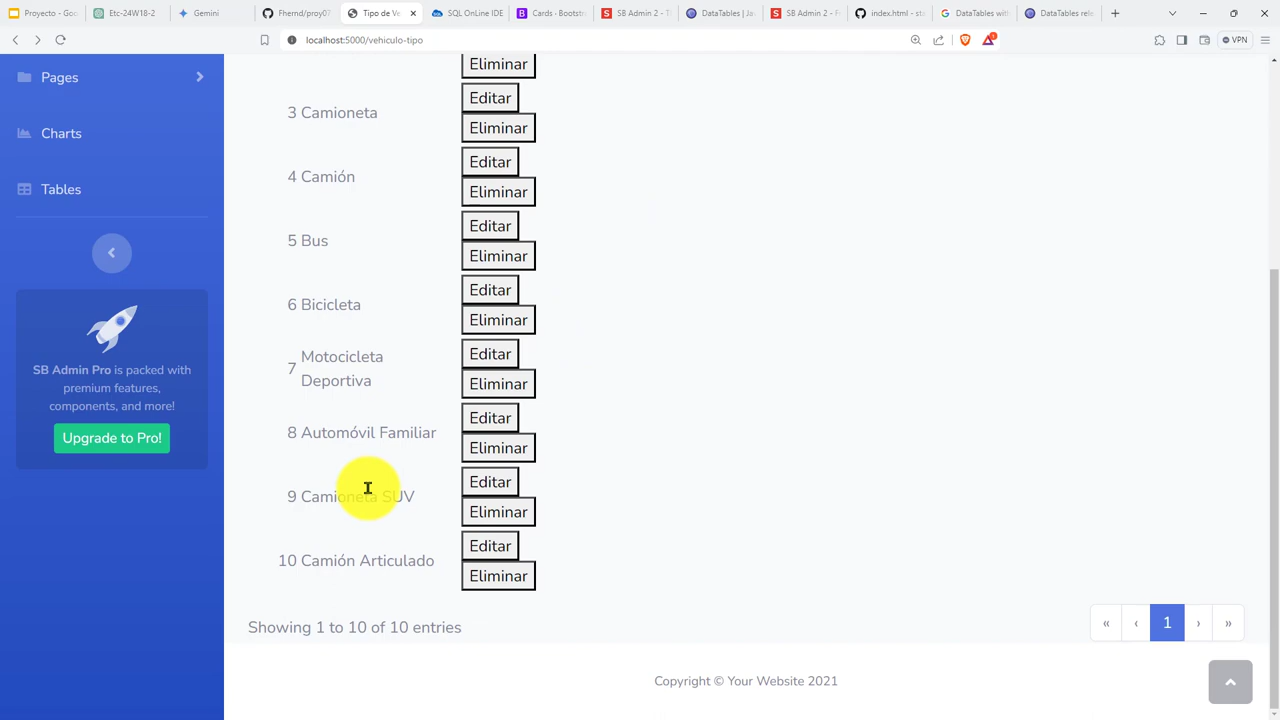 Proyecto - Goo
Etc-24W18-2
Gemini
Fhemd/proy07
Tipo de Ve
SQL OnLine IDE
Cards · Bootstr
SB Admin 2 - T
DataTables | Ja
SB Admin 2 - F
index.html - sta
DataTables with
DataTables rele
localhost:5000/vehiculo-tipo
VPN
Pages
Charts
Tables
SB Admin Pro is packed with
premium features,
components, and more!
Upgrade to Pro!
Eliminar
3 Camioneta
Editar
Eliminar
4 Camión
Editar
Eliminar
5 Bus
Editar
Eliminar
6 Bicicleta
Editar
Eliminar
7 Motocicleta
Deportiva
Editar
Eliminar
8 Automóvil Familiar
Editar
Eliminar
9 Camioneta SUV
Editar
Eliminar
10 Camión Articulado
Editar
Eliminar
Showing 1 to 10 of 10 entries
« ‹ 1 › »
Copyright © Your Website 2021